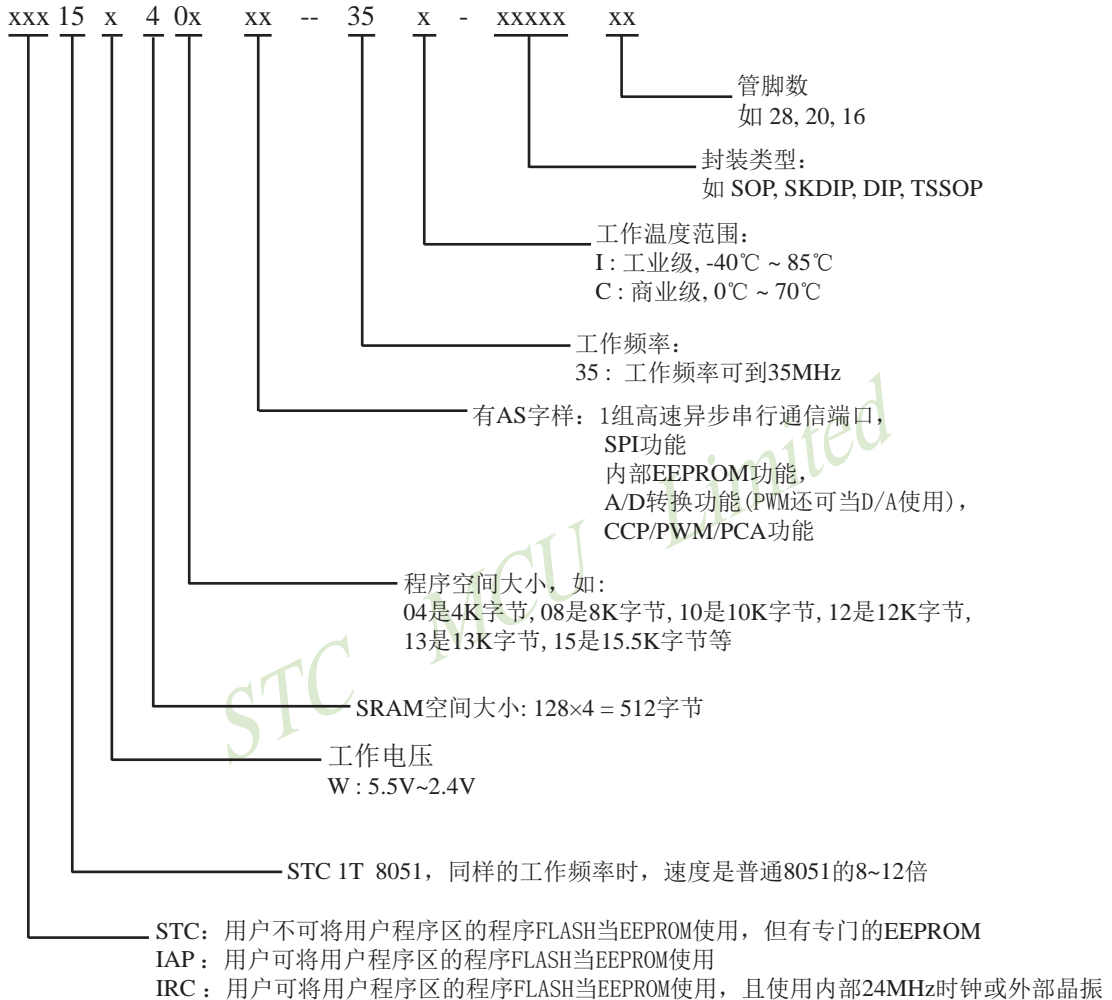 xxx 15 x 4 0x xx -- 35 x - xxxxx xx
管脚数
如 28, 20, 16
封装类型：
如 SOP, SKDIP, DIP, TSSOP
工作温度范围：
I : 工业级, -40℃ ~ 85℃
C : 商业级, 0℃ ~ 70℃
工作频率：
35 : 工作频率可到35MHz
有AS字样：1组高速异步串行通信端口，
SPI功能
内部EEPROM功能，
A/D转换功能(PWM还可当D/A使用)，
CCP/PWM/PCA功能
程序空间大小，如：
04是4K字节, 08是8K字节, 10是10K字节, 12是12K字节,
13是13K字节, 15是15.5K字节等
SRAM空间大小: 128×4 = 512字节
工作电压
W : 5.5V~2.4V
STC 1T 8051，同样的工作频率时，速度是普通8051的8~12倍
STC：用户不可将用户程序区的程序FLASH当EEPROM使用，但有专门的EEPROM
IAP：用户可将用户程序区的程序FLASH当EEPROM使用
IRC：用户可将用户程序区的程序FLASH当EEPROM使用，且使用内部24MHz时钟或外部晶振
STC MCU Limited